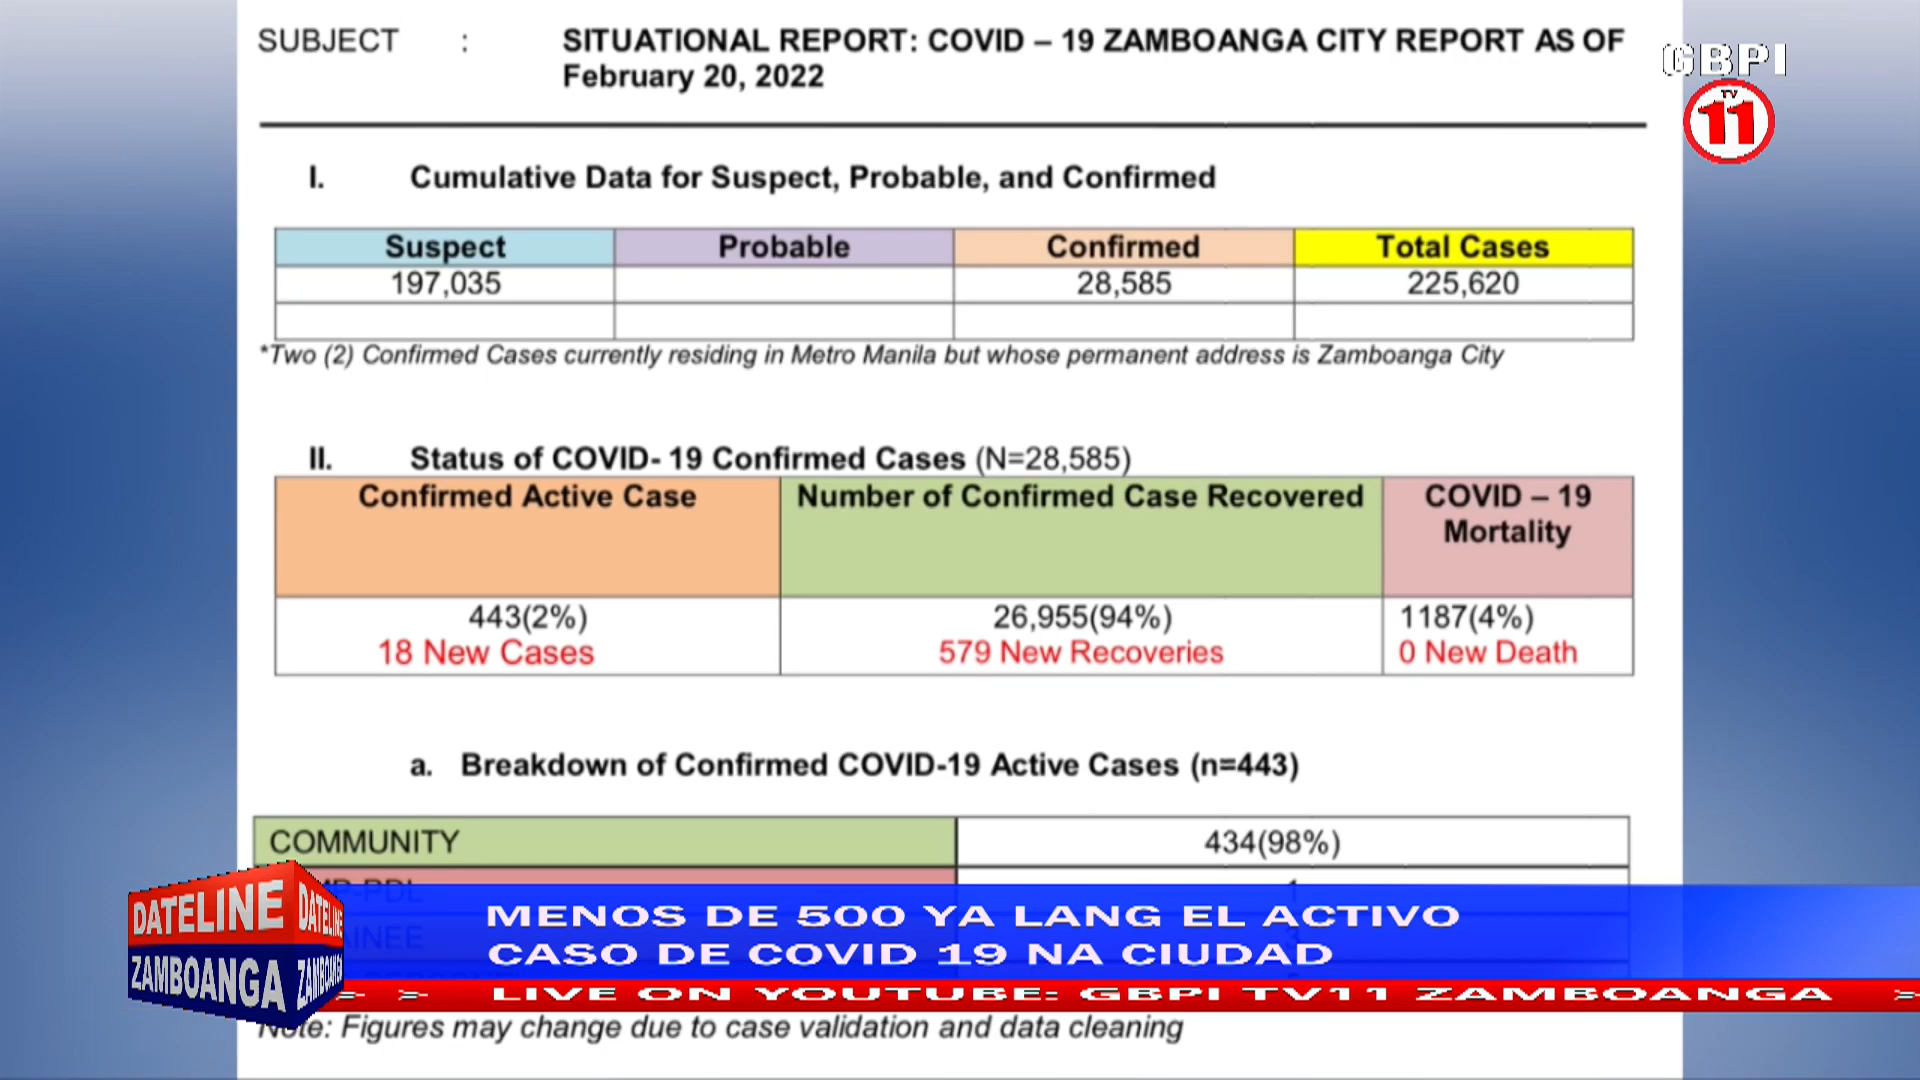 SUBJECT : SITUATIONAL REPORT: COVID – 19 ZAMBOANGA CITY REPORT AS OF
February 20, 2022
GBPI
TV
11
I. Cumulative Data for Suspect, Probable, and Confirmed
Suspect Probable Confirmed Total Cases
197,035 28,585 225,620
*Two (2) Confirmed Cases currently residing in Metro Manila but whose permanent address is Zamboanga City
II. Status of COVID- 19 Confirmed Cases (N=28,585)
Confirmed Active Case Number of Confirmed Case Recovered COVID – 19
Mortality
443(2%) 26,955(94%) 1187(4%)
18 New Cases 579 New Recoveries 0 New Death
a. Breakdown of Confirmed COVID-19 Active Cases (n=443)
COMMUNITY 434(98%)
DATELINE DATELINE
ZAMBOANGA ZAMBOANGA
MENOS DE 500 YA LANG EL ACTIVO
CASO DE COVID 19 NA CIUDAD
LIVE ON YOUTUBE: GBPI TV11 ZAMBOANGA
Note: Figures may change due to case validation and data cleaning